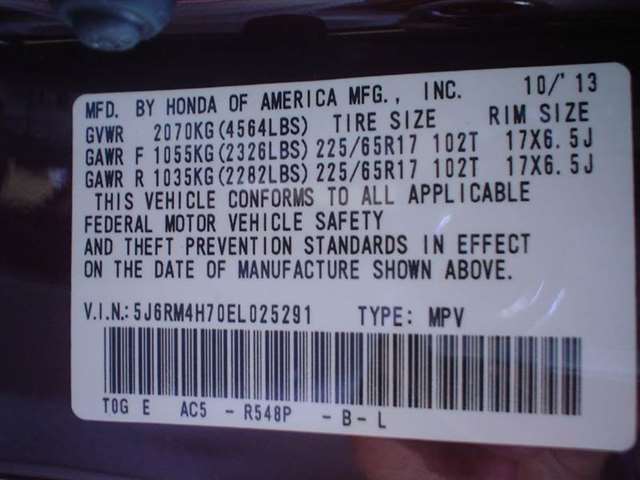 MFD. BY HONDA OF AMERICA MFG., INC. 10/'13
GVWR 2070KG(4564LBS) TIRE SIZE RIM SIZE
GAWR F 1055KG(2326LBS) 225/65R17 102T 17X6.5J
GAWR R 1035KG(2282LBS) 225/65R17 102T 17X6.5J
THIS VEHICLE CONFORMS TO ALL APPLICABLE
FEDERAL MOTOR VEHICLE SAFETY
AND THEFT PREVENTION STANDARDS IN EFFECT
ON THE DATE OF MANUFACTURE SHOWN ABOVE.
V.I.N.: 5J6RM4H70EL025291 TYPE: MPV
T0G E AC5 - R548P - B - L